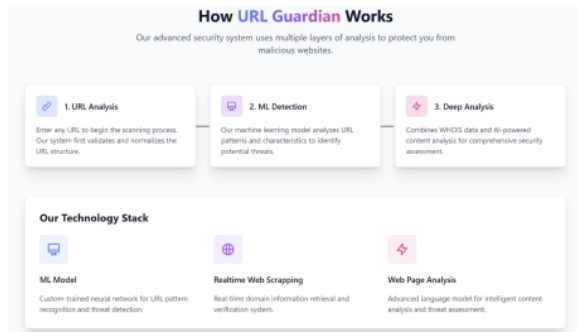 How URL Guardian Works
Our advanced security system uses multiple layers of analysis to protect you from
malicious websites.
1. URL Analysis
Enter any URL to begin the scanning process.
Our system first validates and normalizes the
URL structure.
2. ML Detection
Our machine learning model analyzes URL
patterns and characteristics to identify
potential threats.
3. Deep Analysis
Combines WHOIS data and AI-powered
content analysis for comprehensive security
assessment.
Our Technology Stack
ML Model
Custom-trained neural network for URL pattern
recognition and threat detection.
Realtime Web Scrapping
Real-time domain information retrieval and
verification system.
Web Page Analysis
Advanced language model for intelligent content
analysis and threat assessment.